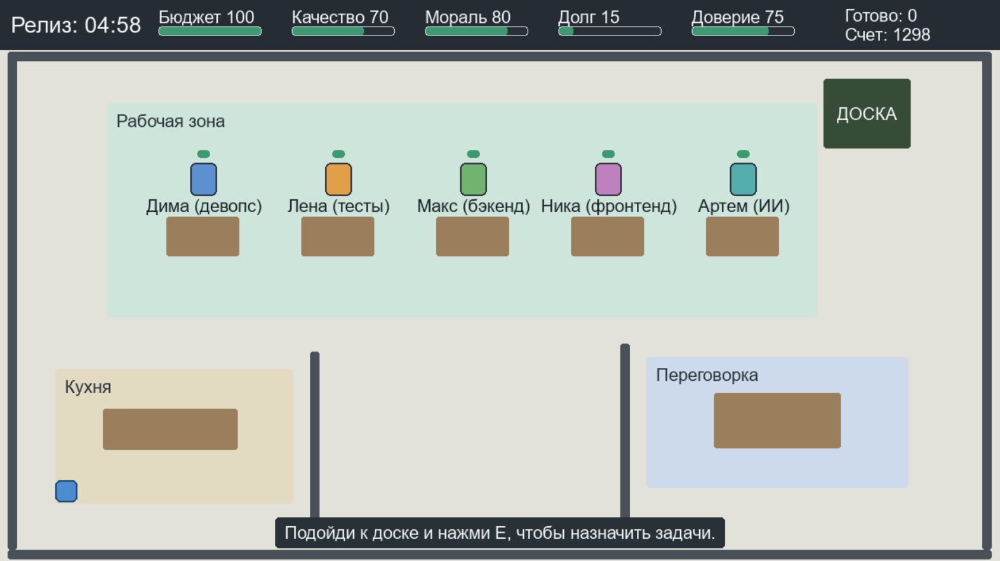 Релиз: 04:58
Бюджет 100
Качество 70
Мораль 80
Долг 15
Доверие 75
Готово: 0
Счет: 1298
ДОСКА
Рабочая зона
Дима (девопс)
Лена (тесты)
Макс (бэкенд)
Ника (фронтенд)
Артем (ИИ)
Кухня
Переговорка
Подойди к доске и нажми E, чтобы назначить задачи.